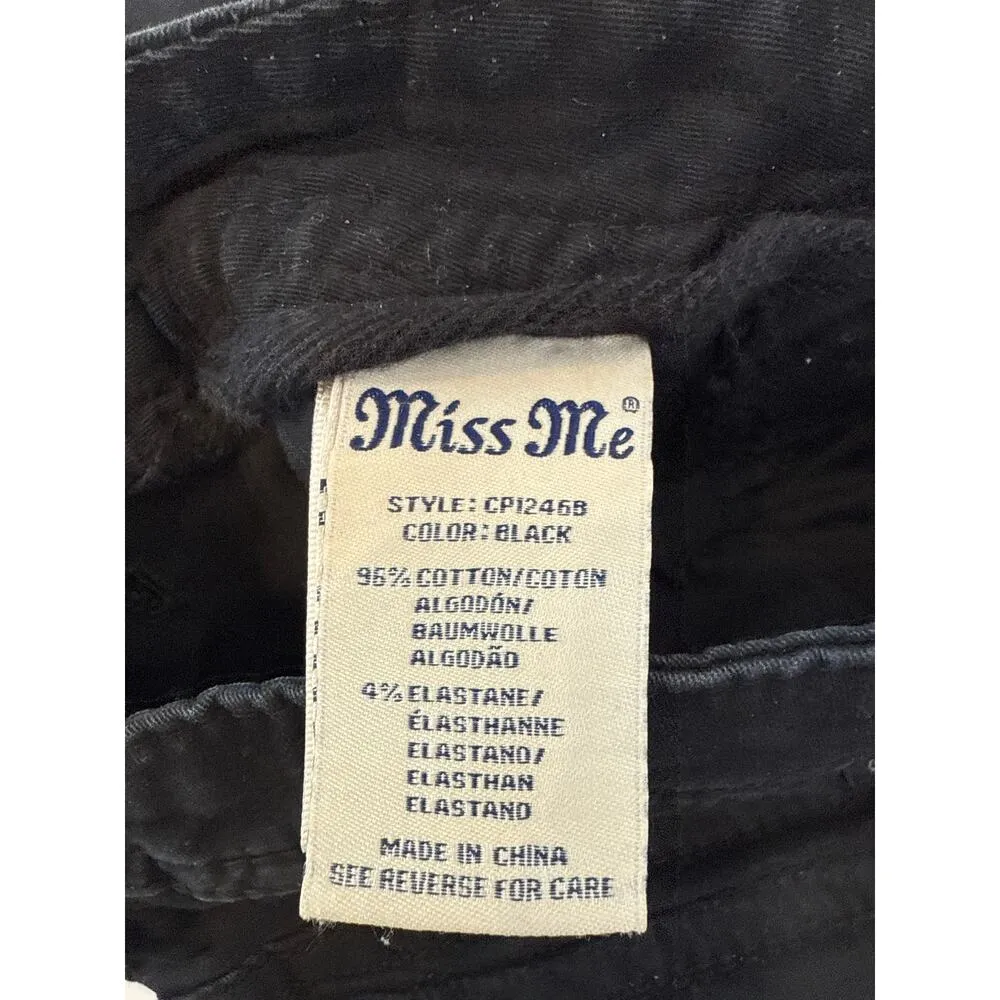 Miss Me®
STYLE: CP1246B
COLOR: BLACK
96% COTTON/COTON
ALGODÓN/
BAUMWOLLE
ALGODÃO
4% ELASTANE/
ÉLASTHANNE
ELASTANO/
ELASTHAN
ELASTANO
MADE IN CHINA
SEE REVERSE FOR CARE